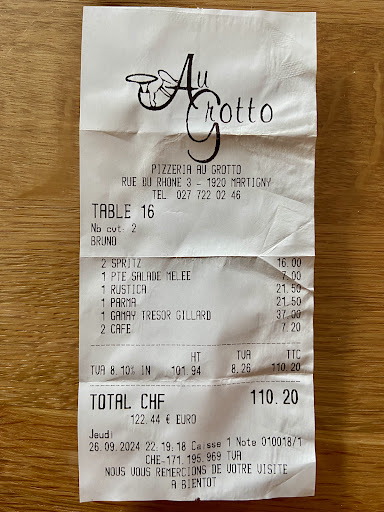 Au
Grotto
PIZZERIA AU GROTTO
RUE DU RHONE 3 - 1920 MARTIGNY
TEL 027 722 02 46
TABLE 16
Nb cvt: 2
BRUNO
2 SPRITZ 16.00
1 PTE SALADE MELEE 7.00
1 RUSTICA 21.50
1 PARMA 21.50
1 GAMAY TRESOR GILLARD 37.00
2 CAFE 7.20
HT TVA TTC
TVA 8.10% IN 101.94 8.26 110.20
TOTAL CHF 110.20
122.44 € EURO
Jeudi
26.09.2024 22:19:18 Caisse 1 Note 010018/1
CHE-171.195.969 TVA
NOUS VOUS REMERCIONS DE VOTRE VISITE
A BIENTOT